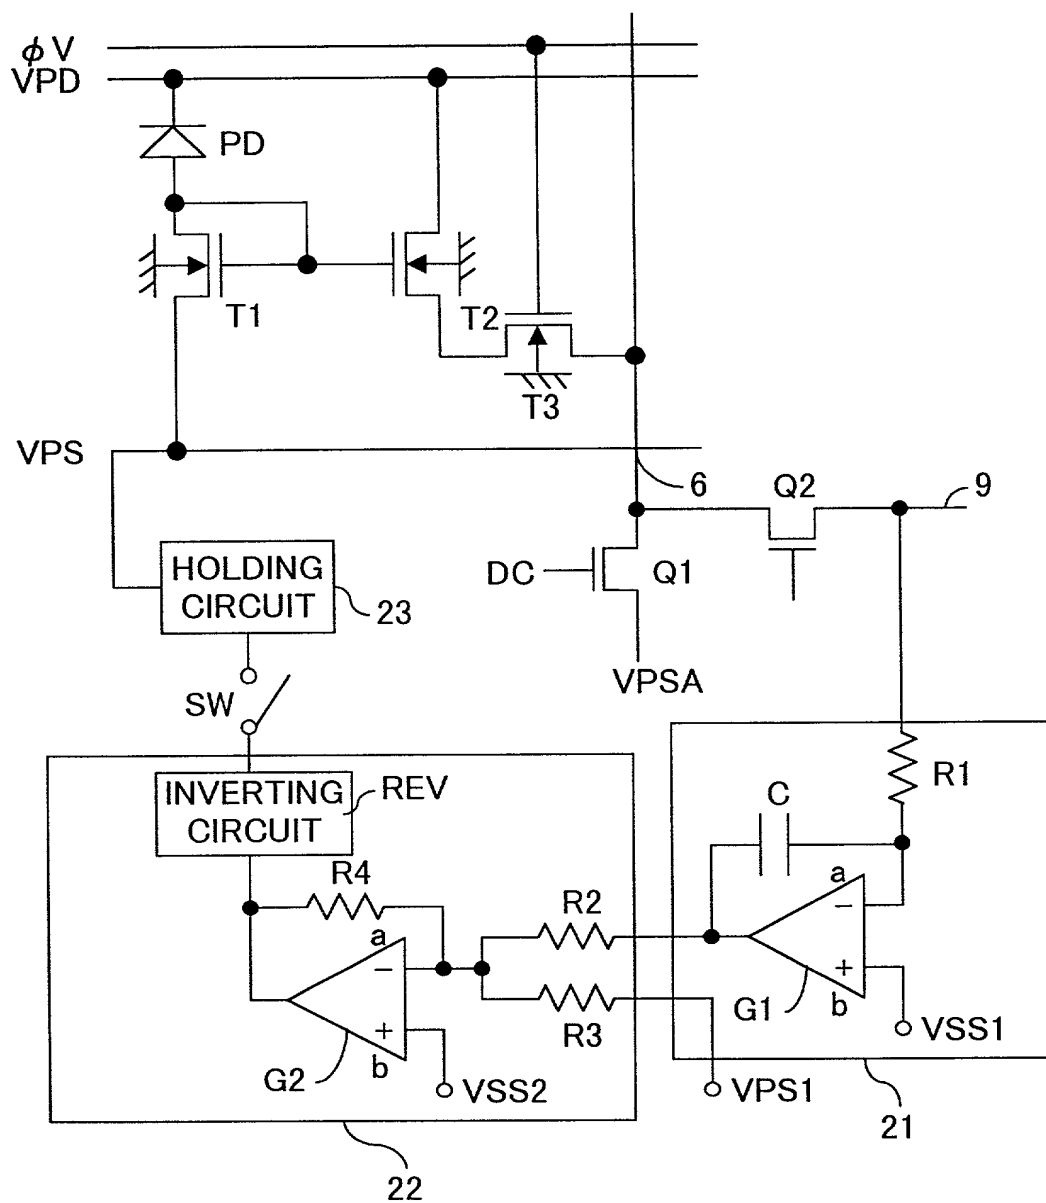 φV
VPD
PD
T1
T2
T3
VPS
6
Q2
9
HOLDING
CIRCUIT
23
DC
Q1
SW
VPSA
INVERTING
CIRCUIT
REV
R1
C
R4
R2
a
−
+
b
G1
VSS1
a
−
+
b
G2
R3
VSS2
VPS1
21
22